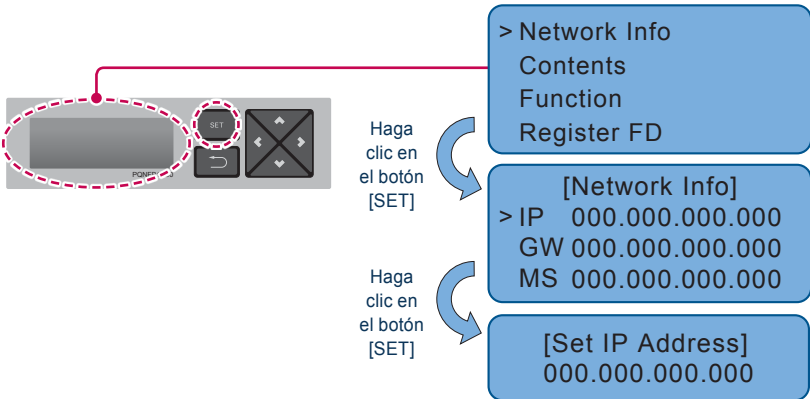 > Network Info
Contents
Function
Register FD
SET
Haga
clic en
el botón
[SET]
[Network Info]
> IP 000.000.000.000
GW 000.000.000.000
MS 000.000.000.000
Haga
clic en
el botón
[SET]
[Set IP Address]
000.000.000.000